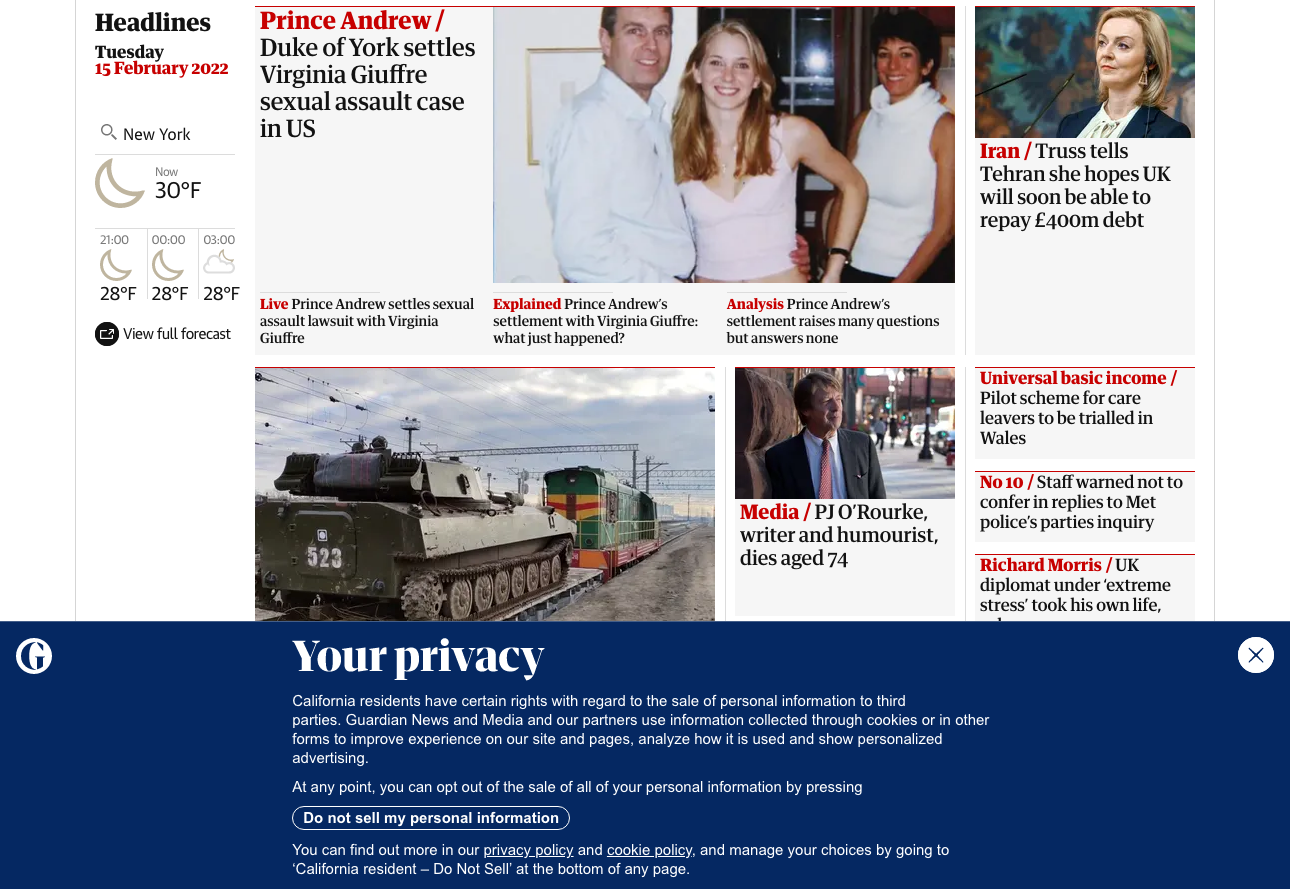 Headlines
Tuesday
15 February 2022
New York
Now
30°F
21:00
00:00
03:00
28°F
28°F
28°F
View full forecast
Prince Andrew /
Duke of York settles
Virginia Giuffre
sexual assault case
in US
Live Prince Andrew settles sexual
assault lawsuit with Virginia
Giuffre
Explained Prince Andrew's
settlement with Virginia Giuffre:
what just happened?
Analysis Prince Andrew's
settlement raises many questions
but answers none
Iran / Truss tells
Tehran she hopes UK
will soon be able to
repay £400m debt
523
Media / PJ O'Rourke,
writer and humourist,
dies aged 74
Universal basic income /
Pilot scheme for care
leavers to be trialled in
Wales
No 10 / Staff warned not to
confer in replies to Met
police's parties inquiry
Richard Morris / UK
diplomat under 'extreme
stress' took his own life,
G
Your privacy
California residents have certain rights with regard to the sale of personal information to third
parties. Guardian News and Media and our partners use information collected through cookies or in other
forms to improve experience on our site and pages, analyze how it is used and show personalized
advertising.
At any point, you can opt out of the sale of all of your personal information by pressing
Do not sell my personal information
You can find out more in our privacy policy and cookie policy, and manage your choices by going to
'California resident – Do Not Sell' at the bottom of any page.